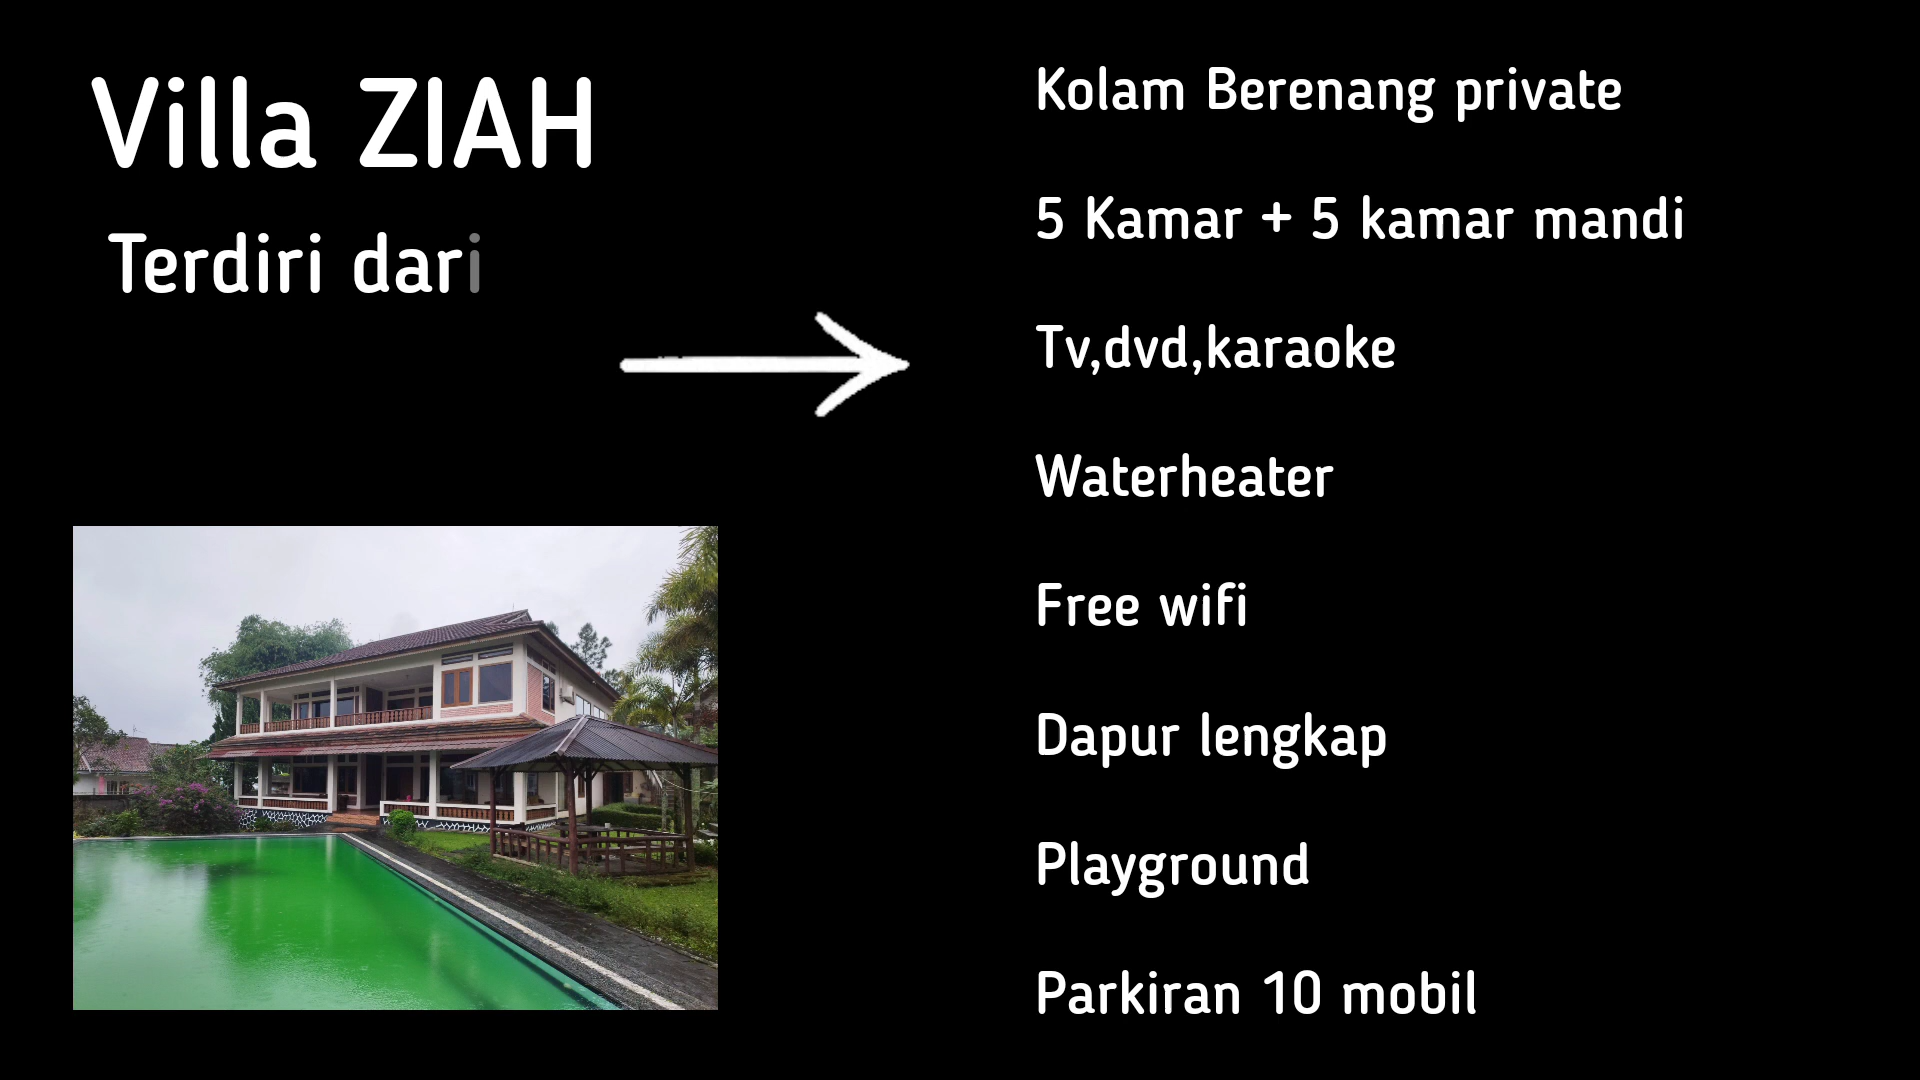 Villa ZIAH
Terdiri dari
Kolam Berenang private
5 Kamar + 5 kamar mandi
Tv,dvd,karaoke
Waterheater
Free wifi
Dapur lengkap
Playground
Parkiran 10 mobil